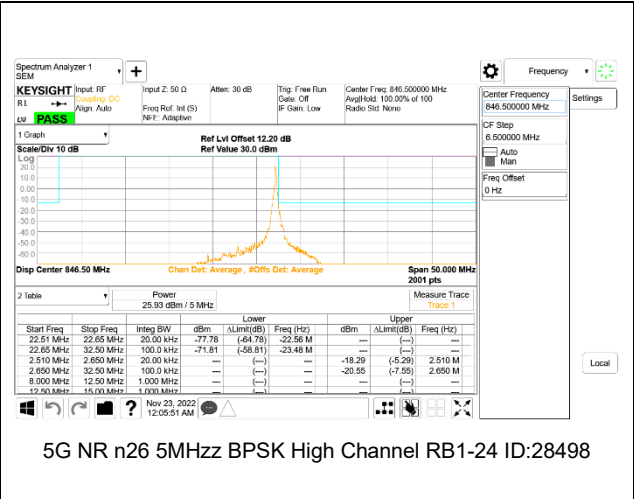 Spectrum Analyzer 1
SEM
+
Frequency
KEYSIGHT Input: RF Input Z: 50 Ω Atten: 30 dB Trig: Free Run Center Freq: 846.500000 MHz
RL Coupling: DC Gate: Off Avg|Hold: 100.00% of 100
Align: Auto Freq Ref: Int (S) IF Gain: Low Radio Std: None
LW PASS NFE: Adaptive
Center Frequency
846.500000 MHz
Settings
CF Step
6.500000 MHz
Auto
Man
Freq Offset
0 Hz
Local
1 Graph
Ref Lvl Offset 12.20 dB
Scale/Div 10 dB Ref Value 30.0 dBm
Log
20.0
10.0
0.00
-10.0
-20.0
-30.0
-40.0
-50.0
-60.0
Disp Center 846.50 MHz Chan Det: Average , #Offs Det: Average Span 50.000 MHz
2001 pts
2 Table Power Measure Trace
25.93 dBm / 5 MHz Trace 1
Lower Upper
Start Freq Stop Freq Integ BW dBm ΔLimit(dB) Freq (Hz) dBm ΔLimit(dB) Freq (Hz)
22.51 MHz 22.65 MHz 20.00 kHz -77.78 (-64.78) -22.56 M --- (---) ---
22.65 MHz 32.50 MHz 100.0 kHz -71.81 (-58.81) -23.48 M --- (---) ---
2.510 MHz 2.650 MHz 20.00 kHz --- (---) --- -18.29 (-5.29) 2.510 M
2.650 MHz 32.50 MHz 100.0 kHz --- (---) --- -20.55 (-7.55) 2.650 M
8.000 MHz 12.50 MHz 1.000 MHz --- (---) --- --- (---) ---
12.50 MHz 15.00 MHz 1.000 MHz --- (---) --- --- (---) ---
? Nov 23, 2022
12:05:51 AM
5G NR n26 5MHzz BPSK High Channel RB1-24 ID:28498